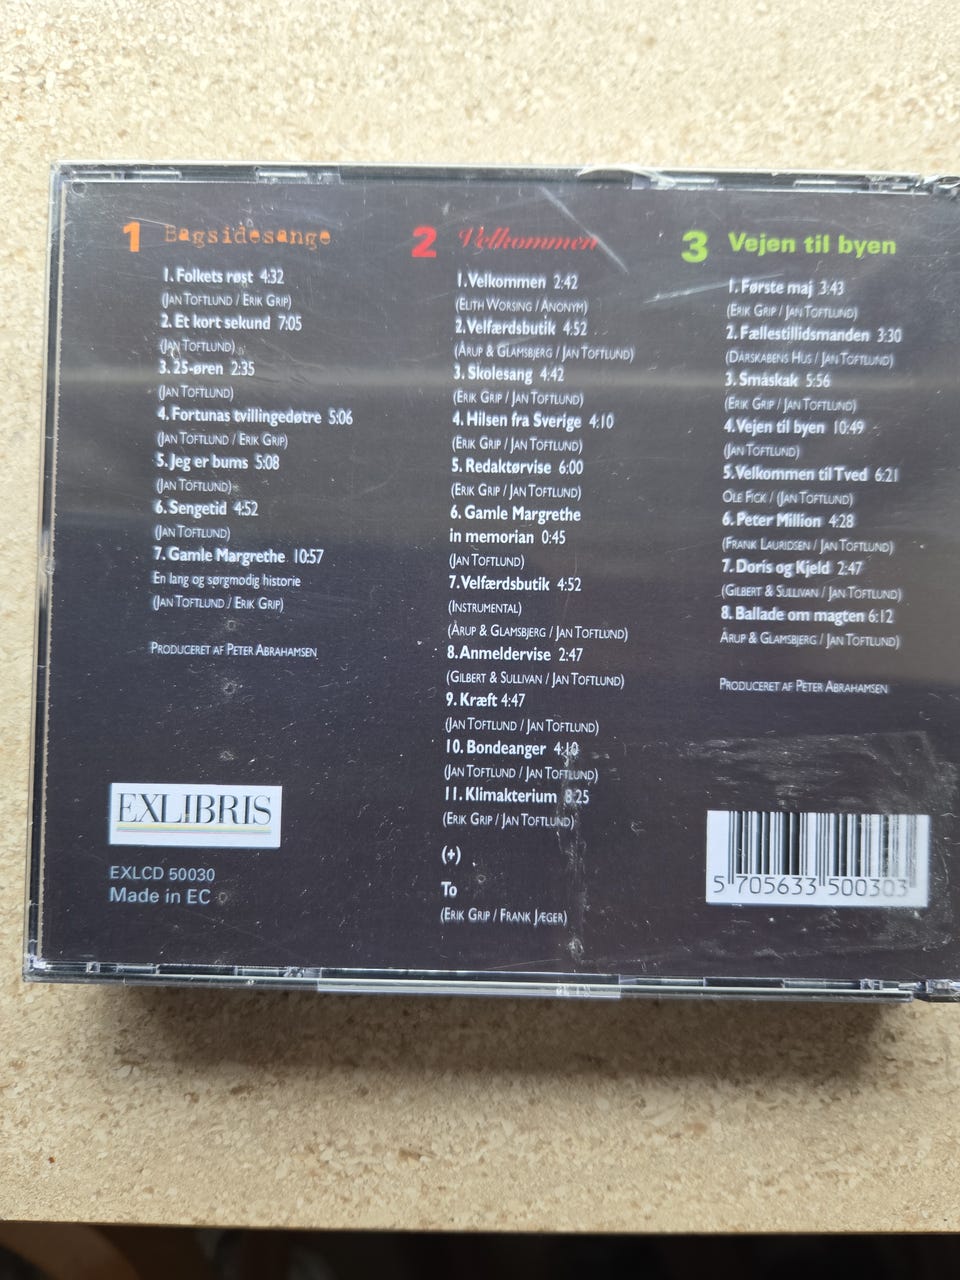 1 Bagsidesange
1. Folkets røst 4:32
(Jan Toftlund / Erik Grip)
2. Et kort sekund 7:05
(Jan Toftlund)
3. 25-øren 2:35
(Jan Toftlund)
4. Fortunas tvillingedøtre 5:06
(Jan Toftlund / Erik Grip)
5. Jeg er bums 5:08
(Jan Toftlund)
6. Sengetid 4:52
(Jan Toftlund)
7. Gamle Margrethe 10:57
En lang og sørgmodig historie
(Jan Toftlund / Erik Grip)
Produceret af Peter Abrahamsen
EXLIBRIS
EXLCD 50030
Made in EC
2 Velkommen
1. Velkommen 2:42
(Elith Worsing / Anonym)
2. Velfærdsbutik 4:52
(Årup & Glamsbjerg / Jan Toftlund)
3. Skolesang 4:42
(Erik Grip / Jan Toftlund)
4. Hilsen fra Sverige 4:10
(Erik Grip / Jan Toftlund)
5. Redaktørvise 6:00
(Erik Grip / Jan Toftlund)
6. Gamle Margrethe
in memorian 0:45
(Jan Toftlund)
7. Velfærdsbutik 4:52
(Instrumental)
(Årup & Glamsbjerg / Jan Toftlund)
8. Anmeldervise 2:47
(Gilbert & Sullivan / Jan Toftlund)
9. Kræft 4:47
(Jan Toftlund / Jan Toftlund)
10. Bondeanger 4:10
(Jan Toftlund / Jan Toftlund)
11. Klimakterium 8:25
(Erik Grip / Jan Toftlund)
(+)
To
(Erik Grip / Frank Jæger)
3 Vejen til byen
1. Første maj 3:43
(Erik Grip / Jan Toftlund)
2. Fællestillidsmanden 3:30
(Dårskabens Hus / Jan Toftlund)
3. Småskak 5:56
(Erik Grip / Jan Toftlund)
4. Vejen til byen 10:49
(Jan Toftlund)
5. Velkommen til Tved 6:21
Ole Fick / (Jan Toftlund)
6. Peter Million 4:28
(Frank Lauridsen / Jan Toftlund)
7. Doris og Kjeld 2:47
(Gilbert & Sullivan / Jan Toftlund)
8. Ballade om magten 6:12
Årup & Glamsbjerg / Jan Toftlund)
Produceret af Peter Abrahamsen
5 705633 500303